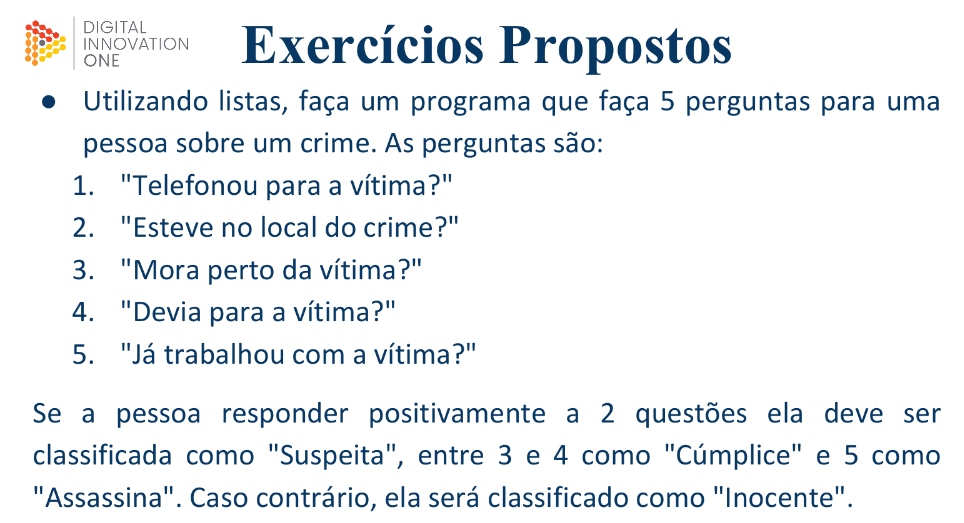 DIGITAL
INNOVATION
ONE
Exercícios Propostos
● Utilizando listas, faça um programa que faça 5 perguntas para uma
pessoa sobre um crime. As perguntas são:
1. "Telefonou para a vítima?"
2. "Esteve no local do crime?"
3. "Mora perto da vítima?"
4. "Devia para a vítima?"
5. "Já trabalhou com a vítima?"
Se a pessoa responder positivamente a 2 questões ela deve ser
classificada como "Suspeita", entre 3 e 4 como "Cúmplice" e 5 como
"Assassina". Caso contrário, ela será classificado como "Inocente".